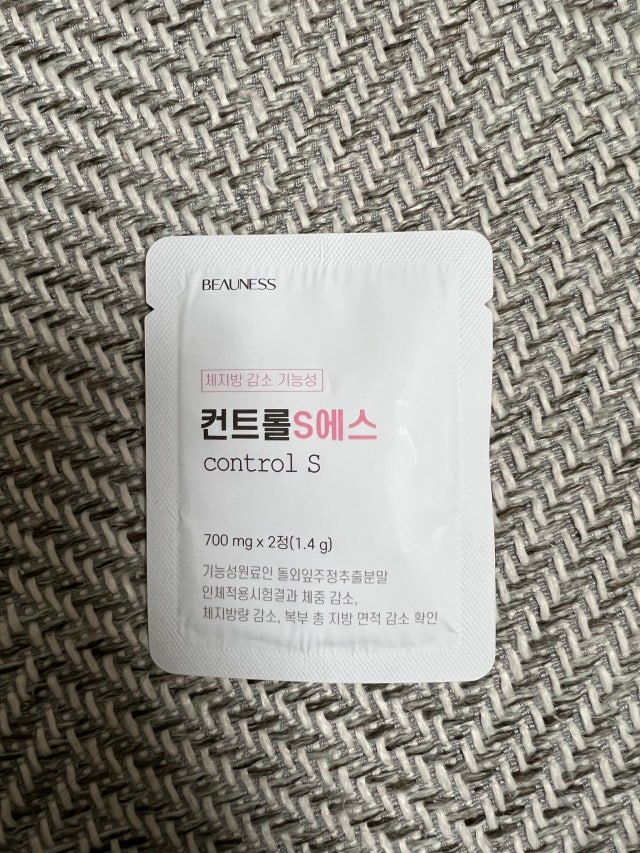 BEAUNESS
체지방 감소 기능성
컨트롤S에스
control S
700 mg x 2정(1.4 g)
기능성원료인 돌외잎주정추출분말
인체적용시험결과 체중 감소,
체지방량 감소, 복부 총 지방 면적 감소 확인